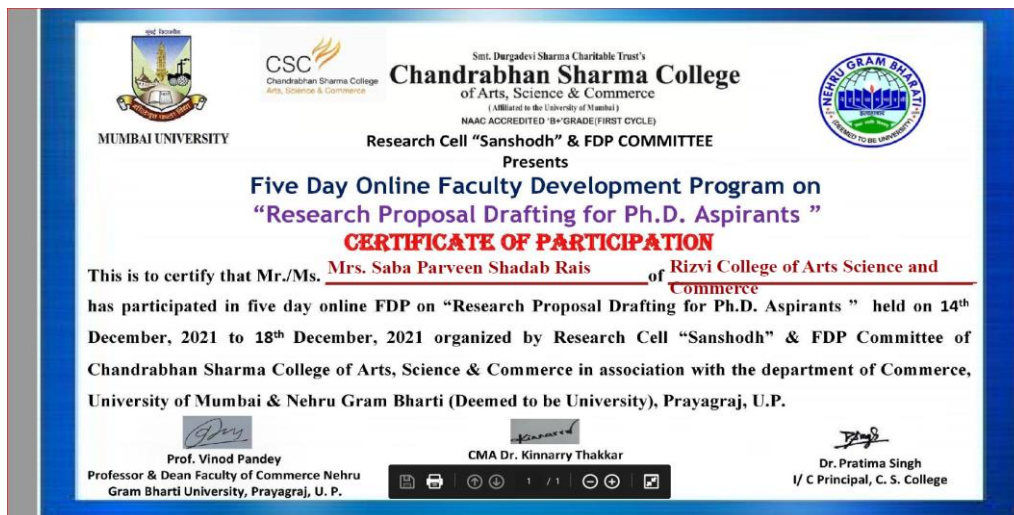 मुंबई विद्यापीठ
MUMBAI UNIVERSITY
CSC
Chandrabhan Sharma College
Arts, Science & Commerce
Smt. Durgadevi Sharma Charitable Trust's
Chandrabhan Sharma College
of Arts, Science & Commerce
( Affiliated to the University of Mumbai )
NAAC ACCREDITED 'B+'GRADE(FIRST CYCLE)
NEHRU GRAM BHARATI
(DEEMED TO BE UNIVERSITY)
Research Cell “Sanshodh” & FDP COMMITTEE
Presents
Five Day Online Faculty Development Program on
“Research Proposal Drafting for Ph.D. Aspirants ”
CERTIFICATE OF PARTICIPATION
This is to certify that Mr./Ms. Mrs. Saba Parveen Shadab Rais of Rizvi College of Arts Science and
Commerce
has participated in five day online FDP on “Research Proposal Drafting for Ph.D. Aspirants ” held on 14th
December, 2021 to 18th December, 2021 organized by Research Cell “Sanshodh” & FDP Committee of
Chandrabhan Sharma College of Arts, Science & Commerce in association with the department of Commerce,
University of Mumbai & Nehru Gram Bharti (Deemed to be University), Prayagraj, U.P.
Prof. Vinod Pandey
Professor & Dean Faculty of Commerce Nehru
Gram Bharti University, Prayagraj, U. P.
Kinnarry
CMA Dr. Kinnarry Thakkar
1 / 1
Dr. Pratima Singh
I/ C Principal, C. S. College